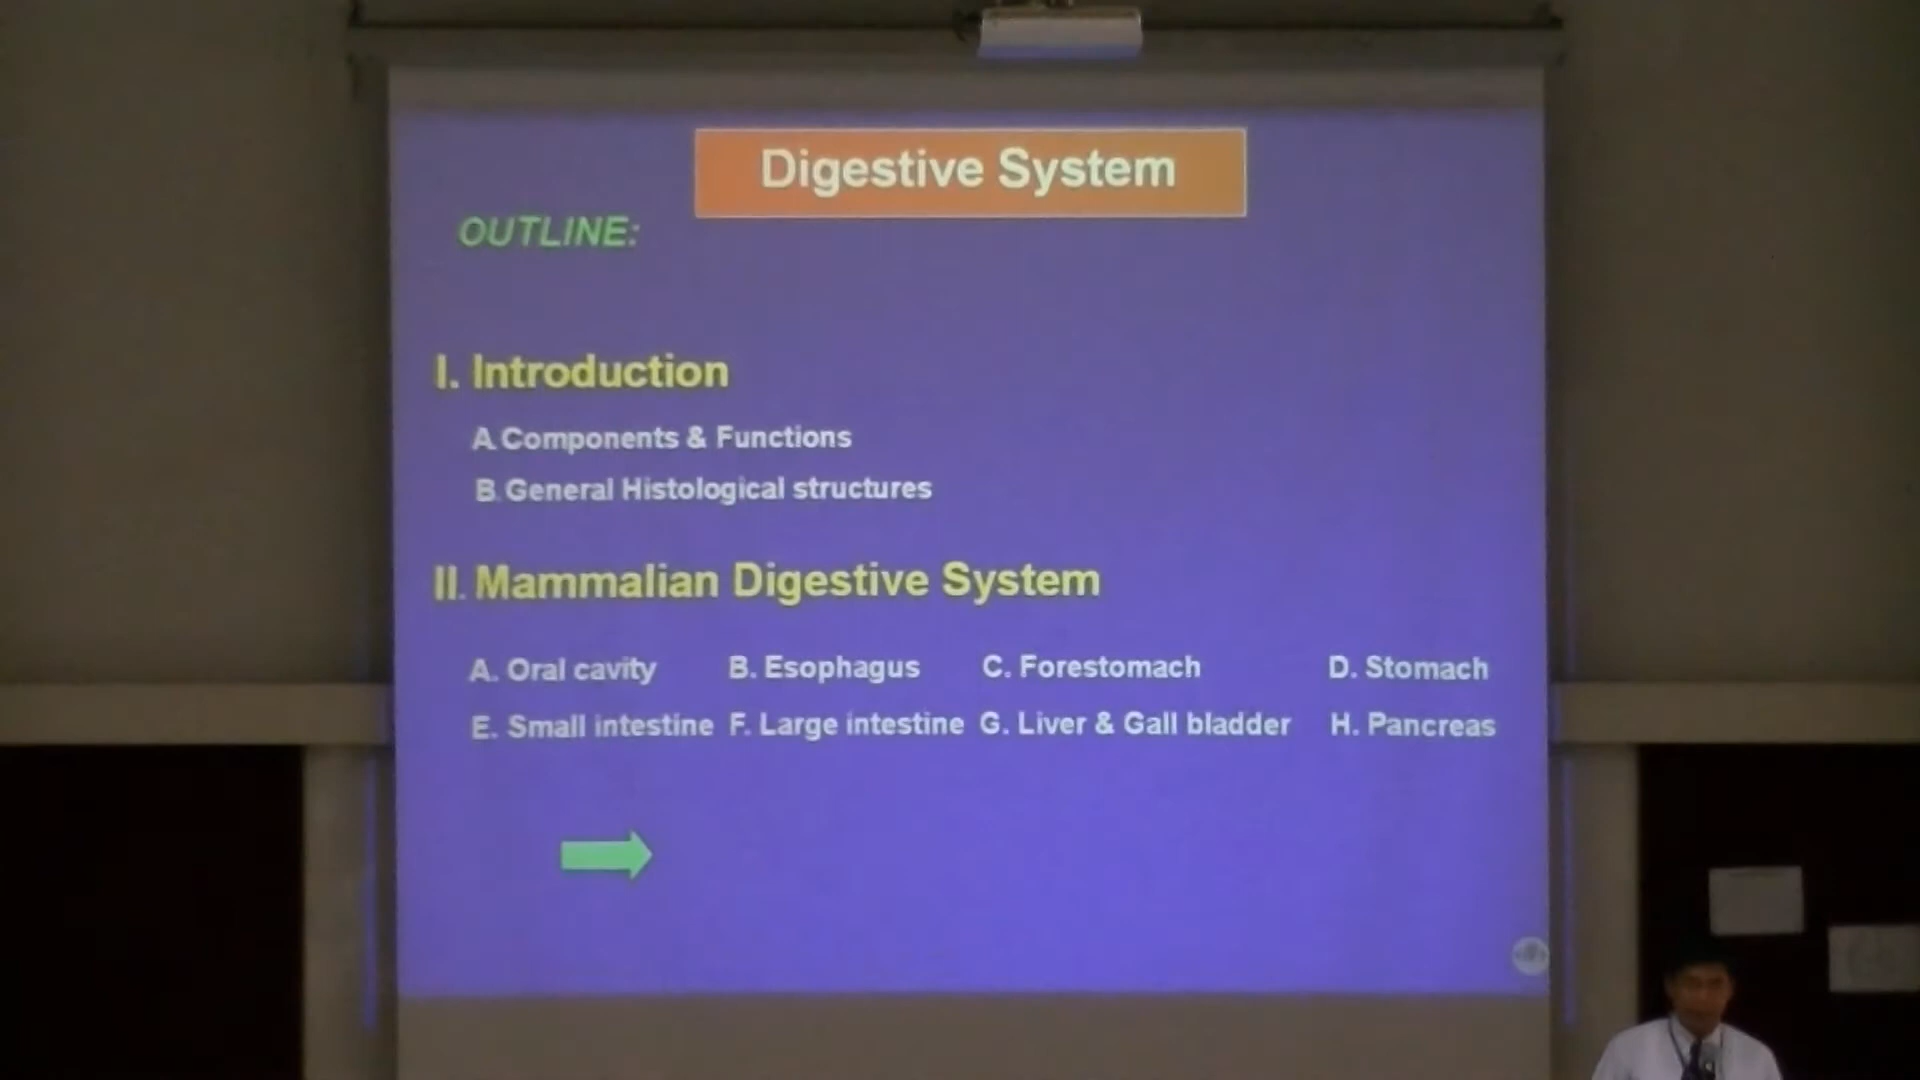 Digestive System
OUTLINE:
I. Introduction
A Components & Functions
B. General Histological structures
II. Mammalian Digestive System
A. Oral cavity B. Esophagus C. Forestomach D. Stomach
E. Small intestine F. Large intestine G. Liver & Gall bladder H. Pancreas